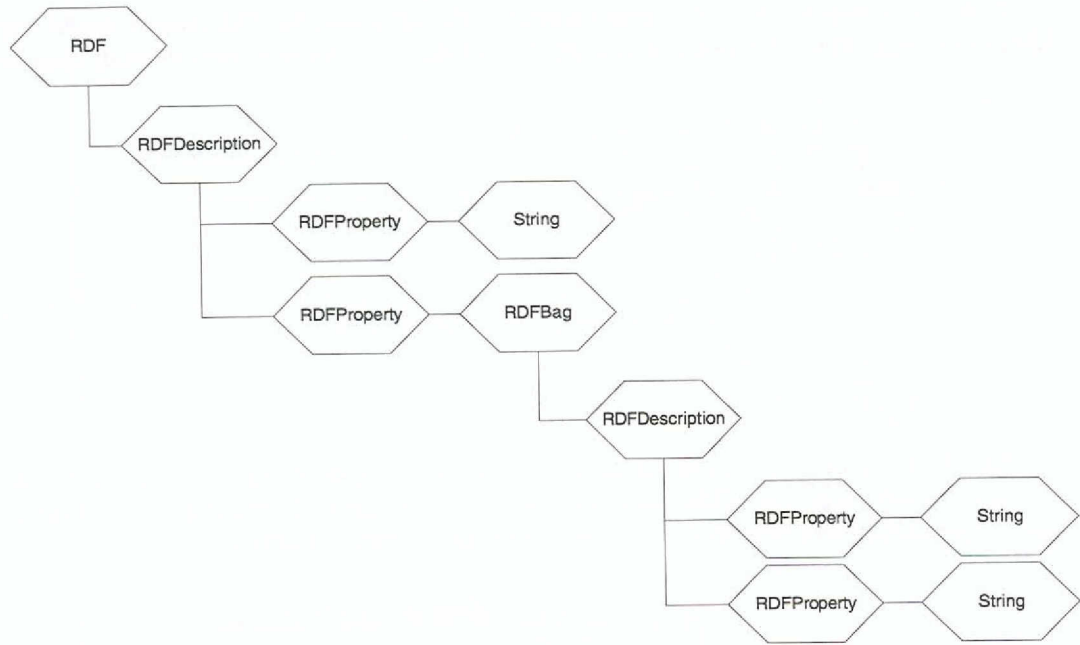 RDF
RDFDescription
RDFProperty
String
RDFProperty
RDFBag
RDFDescription
RDFProperty
String
RDFProperty
String